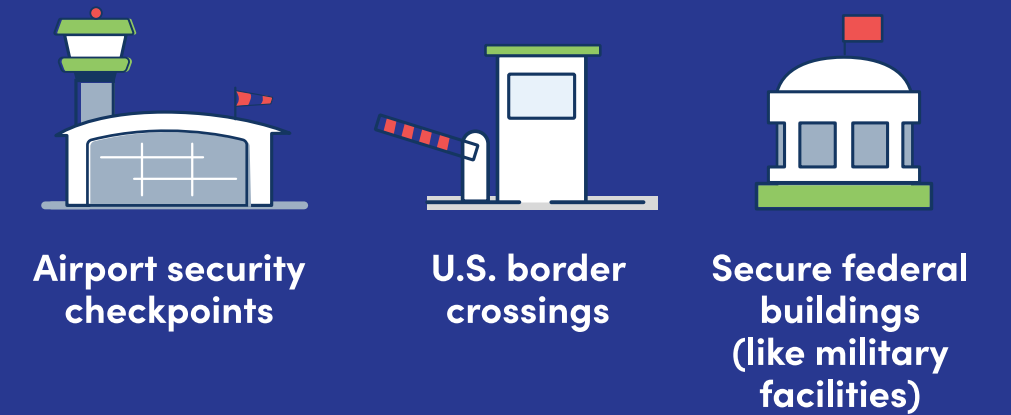 Airport security
checkpoints
U.S. border
crossings
Secure federal
buildings
(like military
facilities)